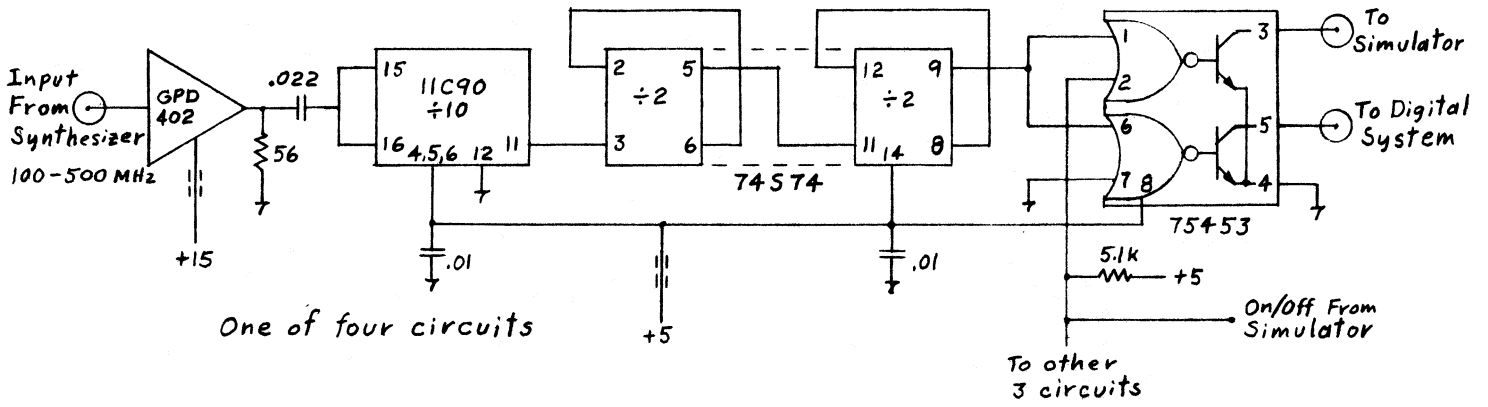 Input
From
Synthesizer
100-500 MHz
GPD
402
+15
.022
56
15
16
11C90
÷10
4,5,6
12
11
.01
2
3
÷2
5
6
74S74
12
11
÷2
14
9
8
.01
+5
1
2
6
7
8
3
5
4
75453
To
Simulator
To Digital
System
5.1k
+5
On/Off From
Simulator
To other
3 circuits
One of four circuits